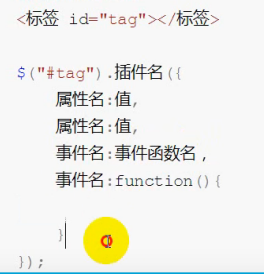 <标签 id="tag"></标签>
$("#tag").插件名({
属性名:值,
属性名:值,
事件名:事件函数名，
事件名:function(){
}
});